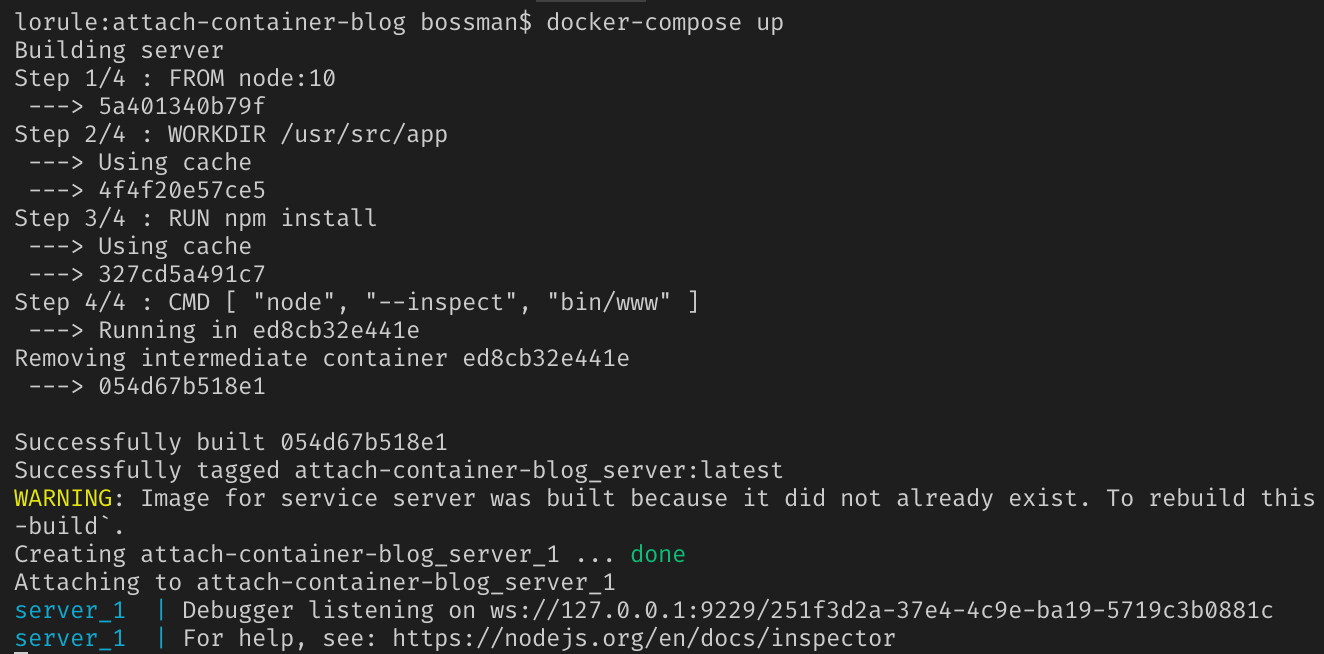 lorule:attach-container-blog bossman$ docker-compose up
Building server
Step 1/4 : FROM node:10
 ---> 5a401340b79f
Step 2/4 : WORKDIR /usr/src/app
 ---> Using cache
 ---> 4f4f20e57ce5
Step 3/4 : RUN npm install
 ---> Using cache
 ---> 327cd5a491c7
Step 4/4 : CMD [ "node", "--inspect", "bin/www" ]
 ---> Running in ed8cb32e441e
Removing intermediate container ed8cb32e441e
 ---> 054d67b518e1
Successfully built 054d67b518e1
Successfully tagged attach-container-blog_server:latest
WARNING: Image for service server was built because it did not already exist. To rebuild this
-build`.
Creating attach-container-blog_server_1 ... done
Attaching to attach-container-blog_server_1
server_1  | Debugger listening on ws://127.0.0.1:9229/251f3d2a-37e4-4c9e-ba19-5719c3b0881c
server_1  | For help, see: https://nodejs.org/en/docs/inspector